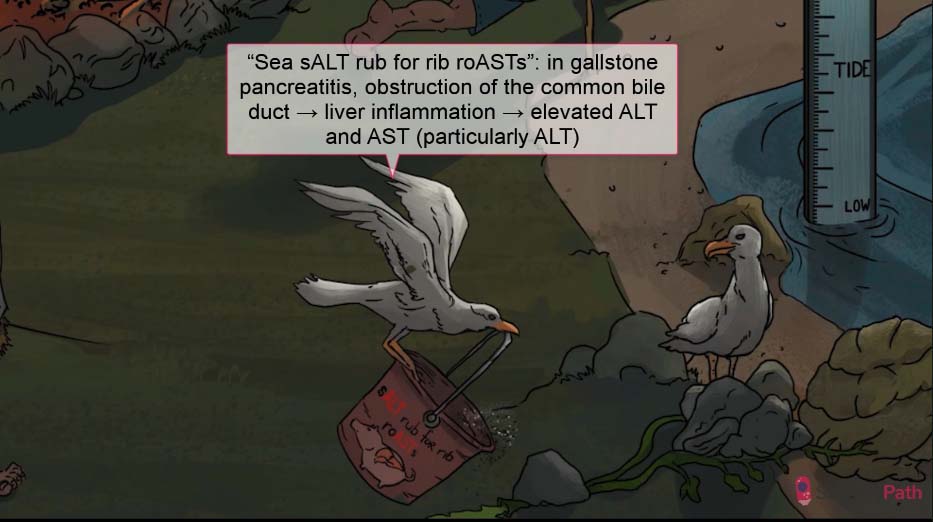 “Sea sALT rub for rib roASTs”: in gallstone
pancreatitis, obstruction of the common bile
duct → liver inflammation → elevated ALT
and AST (particularly ALT)
TIDE
LOW
sALT
rub for rib
roASTs
Path